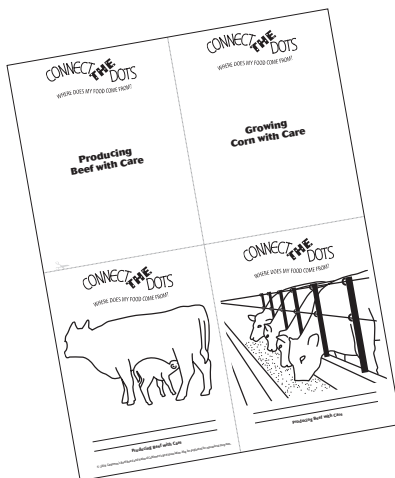 CONNECT THE DOTS
WHERE DOES MY FOOD COME FROM?
Producing
Beef with Care
CONNECT THE DOTS
WHERE DOES MY FOOD COME FROM?
Growing
Corn with Care
CONNECT THE DOTS
WHERE DOES MY FOOD COME FROM?
Producing Beef with Care
CONNECT THE DOTS
WHERE DOES MY FOOD COME FROM?
Producing Beef with Care